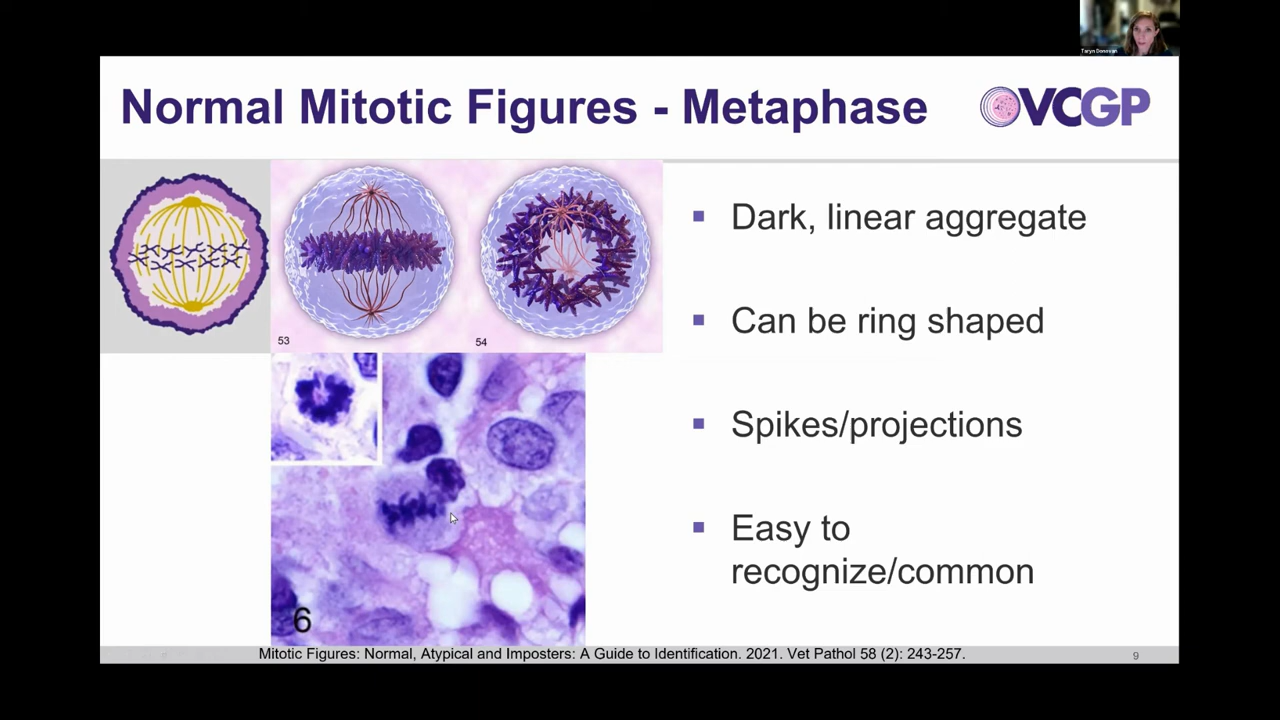 Taryn Donovan
Normal Mitotic Figures - Metaphase
VCGP
Dark, linear aggregate
Can be ring shaped
Spikes/projections
Easy to
recognize/common
53
54
6
Mitotic Figures: Normal, Atypical and Imposters: A Guide to Identification. 2021. Vet Pathol 58 (2): 243-257.
9